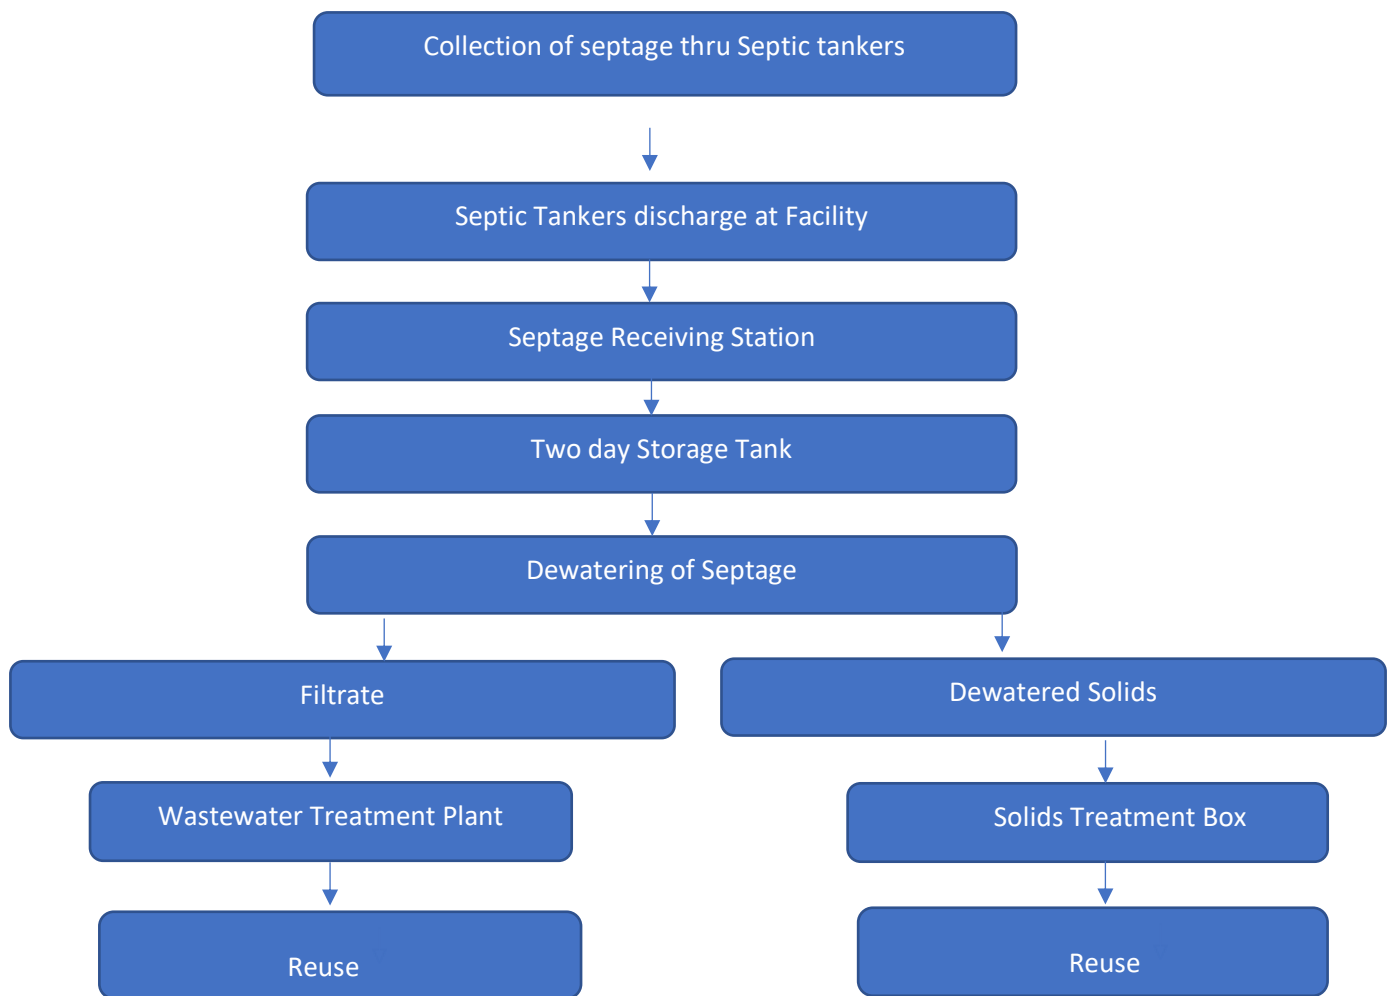 Collection of septage thru Septic tankers
Septic Tankers discharge at Facility
Septage Receiving Station
Two day Storage Tank
Dewatering of Septage
Filtrate
Dewatered Solids
Wastewater Treatment Plant
Solids Treatment Box
Reuse
Reuse